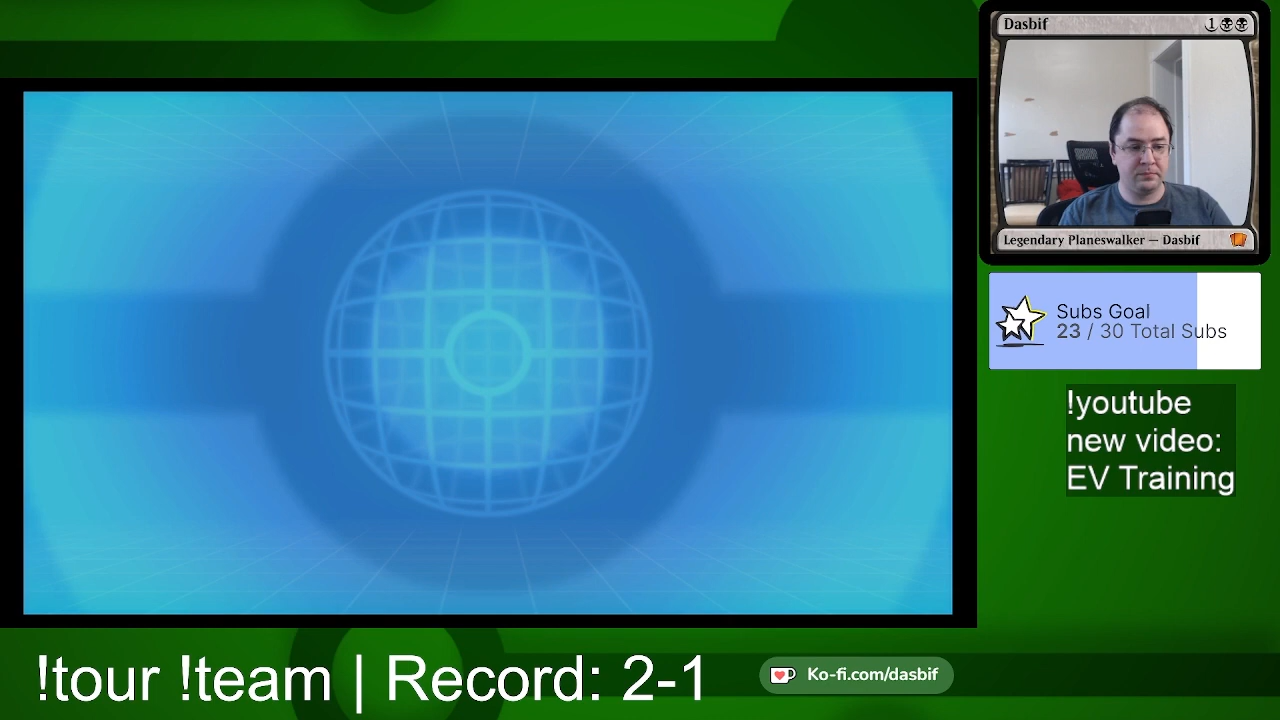 Dasbif 1
Legendary Planeswalker — Dasbif
Subs Goal
23 / 30 Total Subs
!youtube
new video:
EV Training
!tour !team | Record: 2-1
Ko-fi.com/dasbif